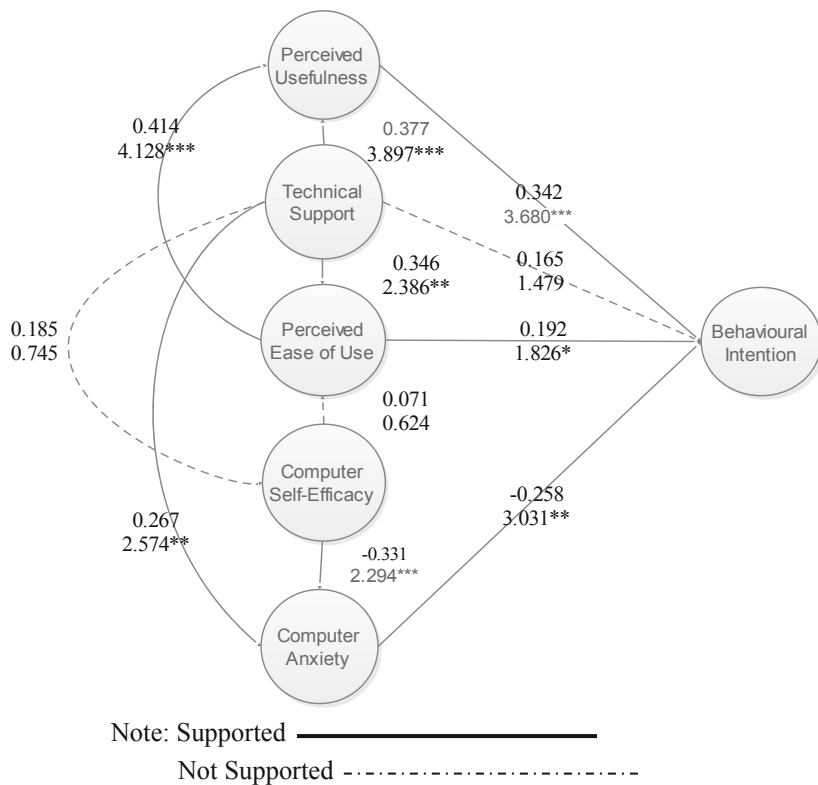 Perceived
Usefulness
0.414
4.128***
0.377
3.897***
Technical
Support
0.342
3.680***
0.165
1.479
0.346
2.386**
0.185
0.745
Perceived
Ease of Use
0.192
1.826*
Behavioural
Intention
0.071
0.624
Computer
Self-Efficacy
0.267
2.574**
-0.258
3.031**
-0.331
2.294***
Computer
Anxiety
Note: Supported
Not Supported